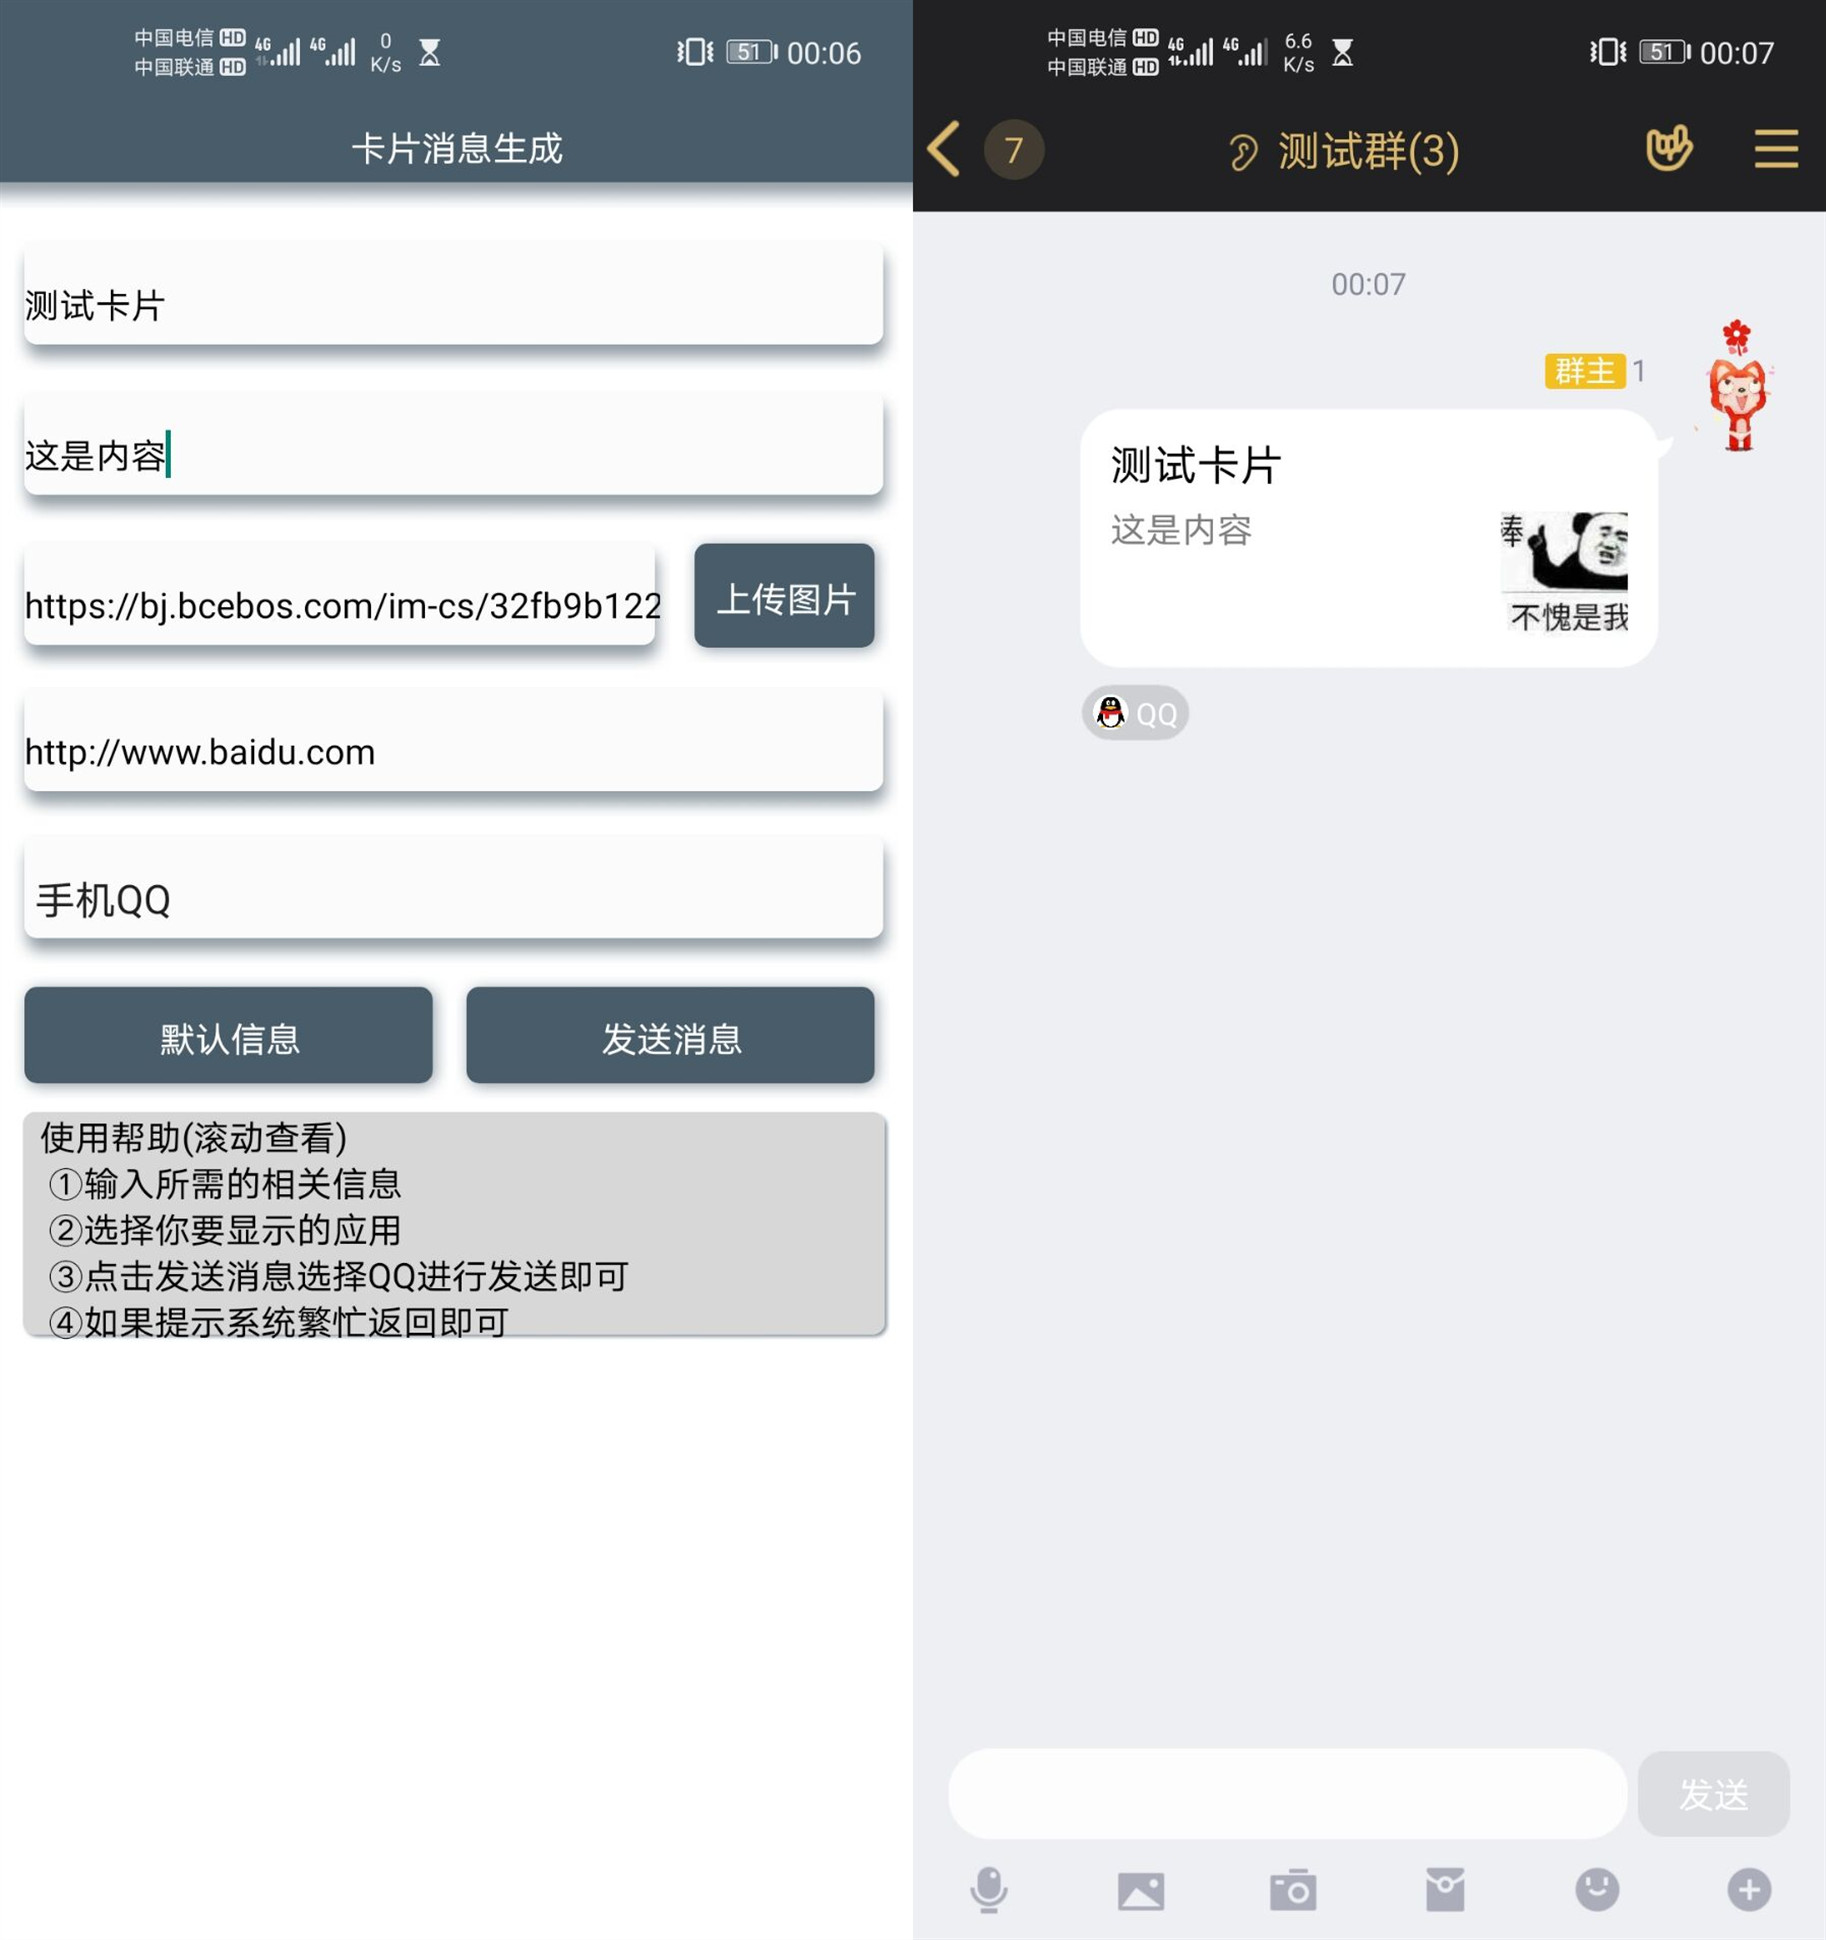 中国电信 HD 4G 4G 0
中国联通 HD K/s
51 00:06
卡片消息生成
测试卡片
这是内容
https://bj.bcebos.com/im-cs/32fb9b122
上传图片
http://www.baidu.com
手机QQ
默认信息
发送消息
使用帮助(滚动查看)
①输入所需的相关信息
②选择你要显示的应用
③点击发送消息选择QQ进行发送即可
④如果提示系统繁忙返回即可
中国电信 HD 4G 4G 6.6
中国联通 HD K/s
51 00:07
7
测试群(3)
00:07
群主 1
测试卡片
这是内容
棒
不愧是我
QQ
发送